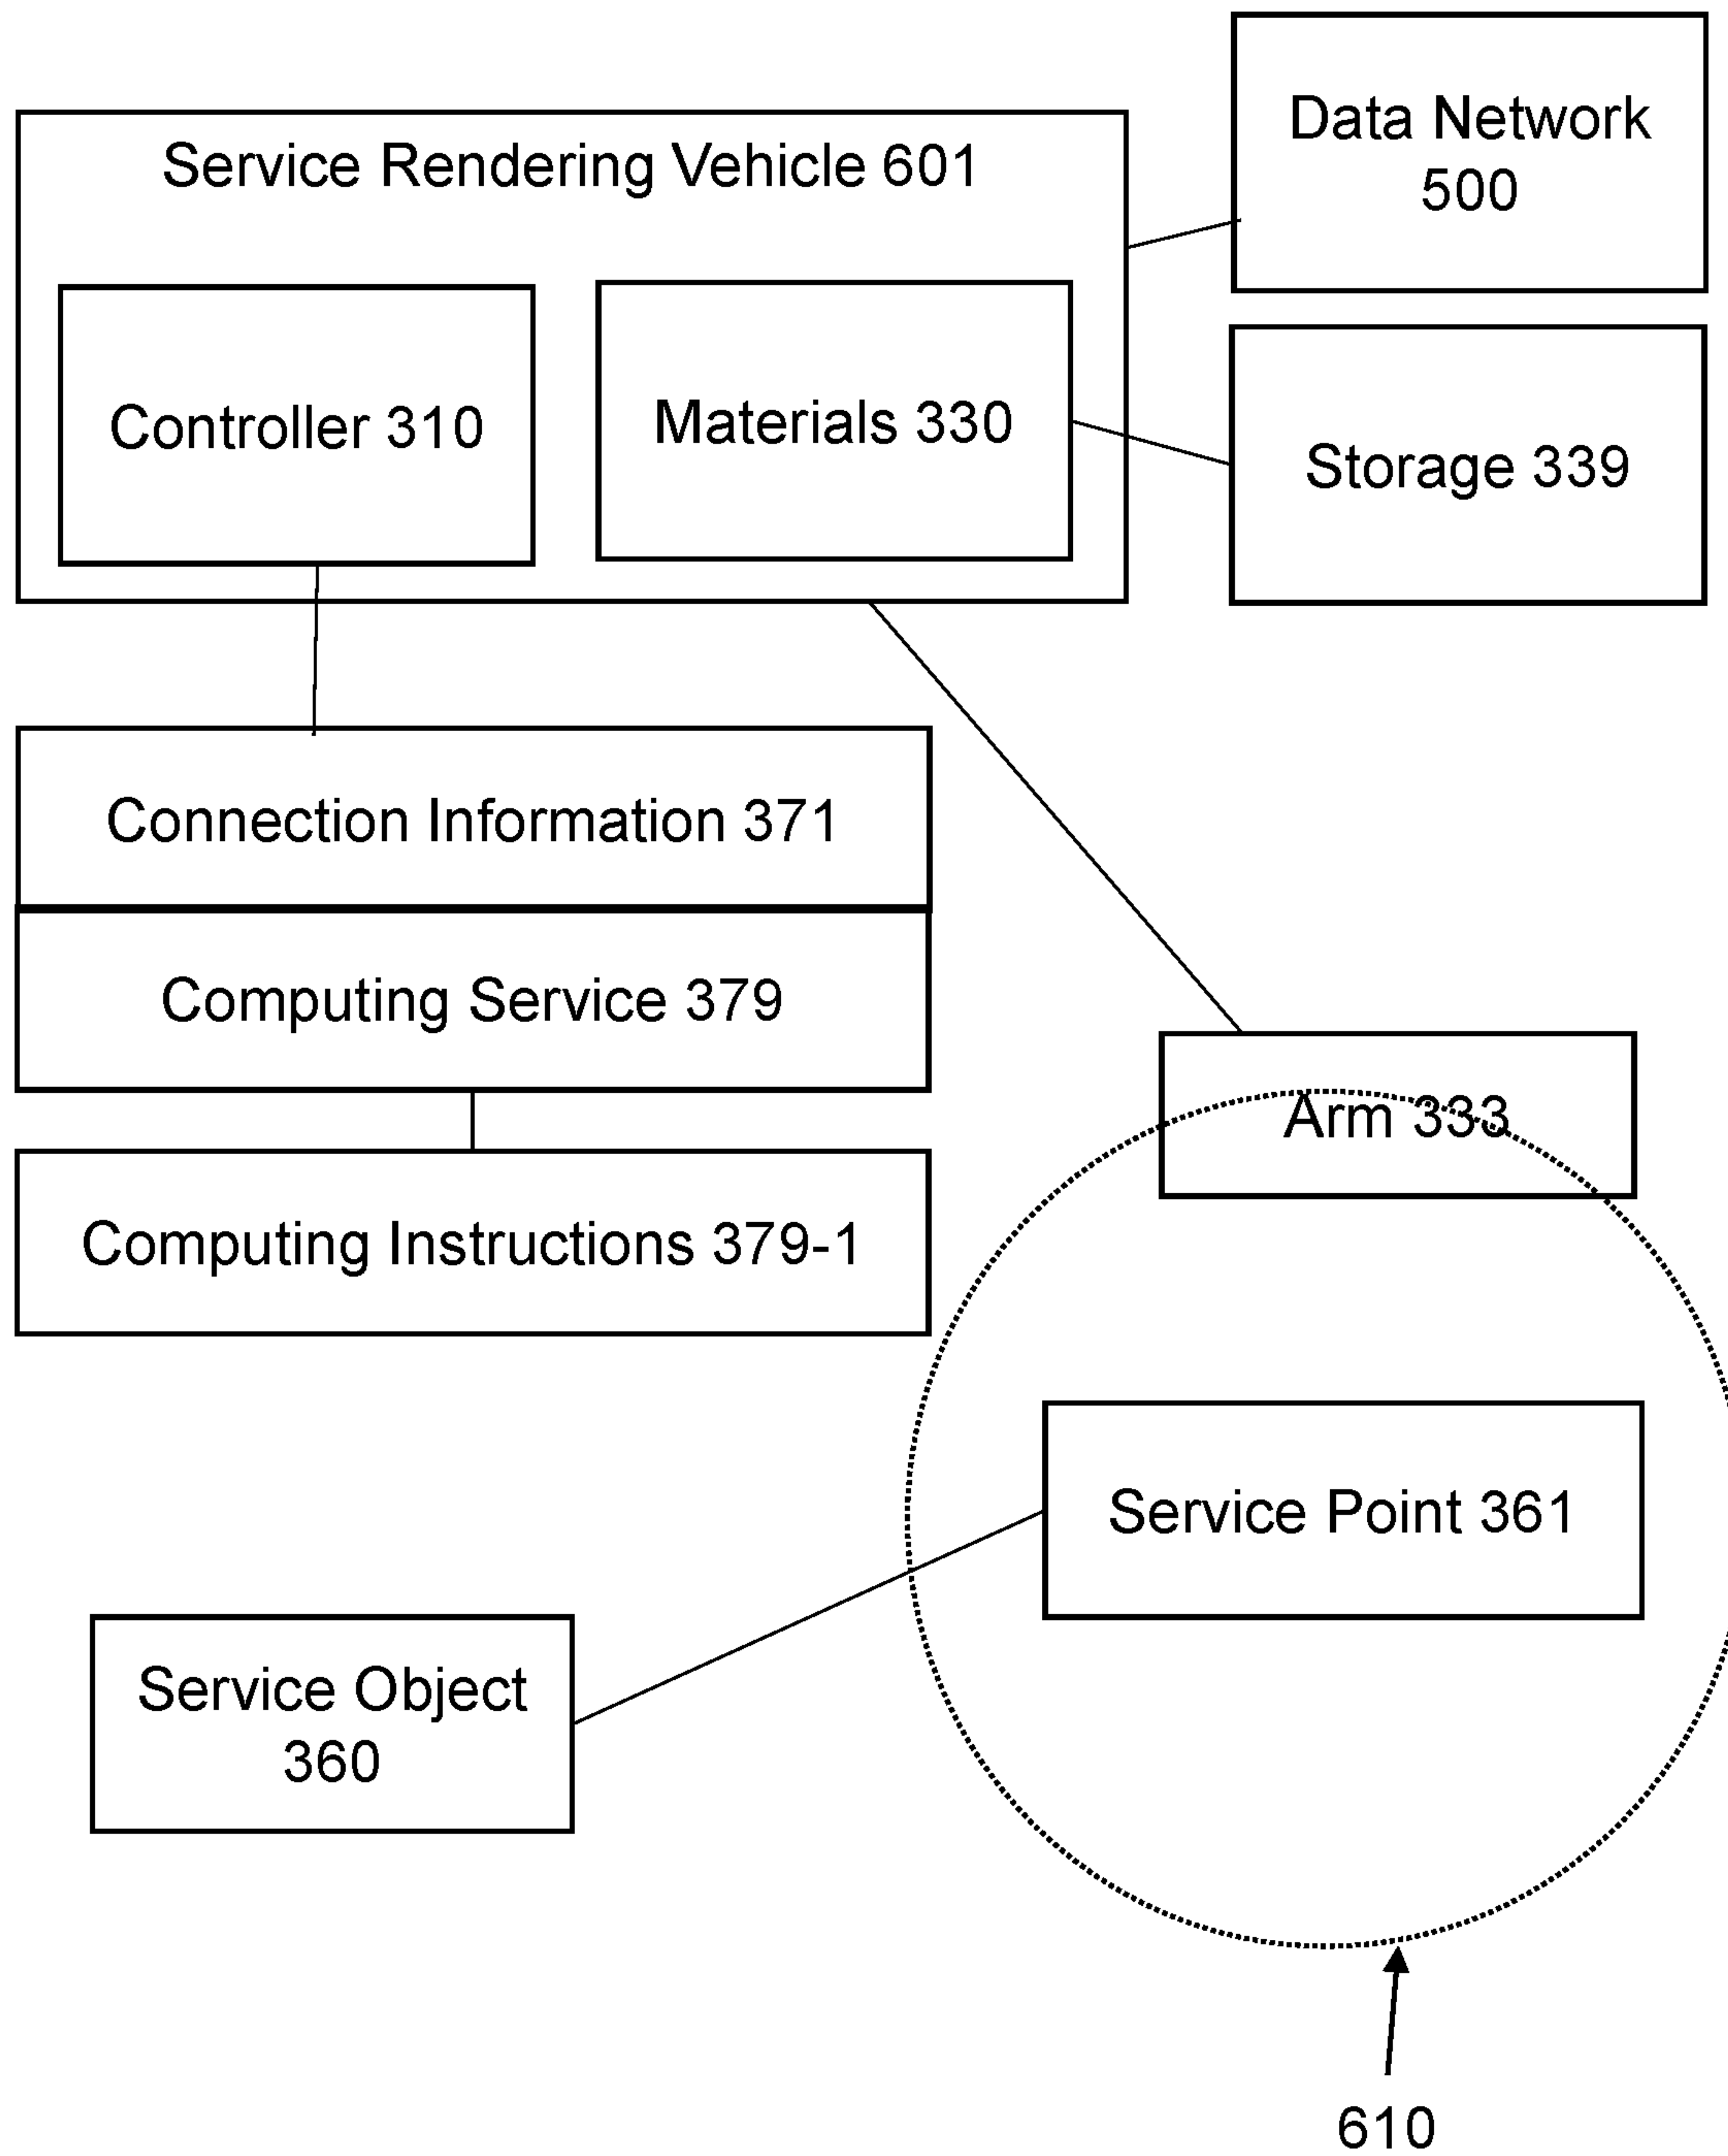 Data Network
500
Service Rendering Vehicle 601
Controller 310
Materials 330
Storage 339
Connection Information 371
Computing Service 379
Arm 333
Computing Instructions 379-1
Service Point 361
Service Object
360
610